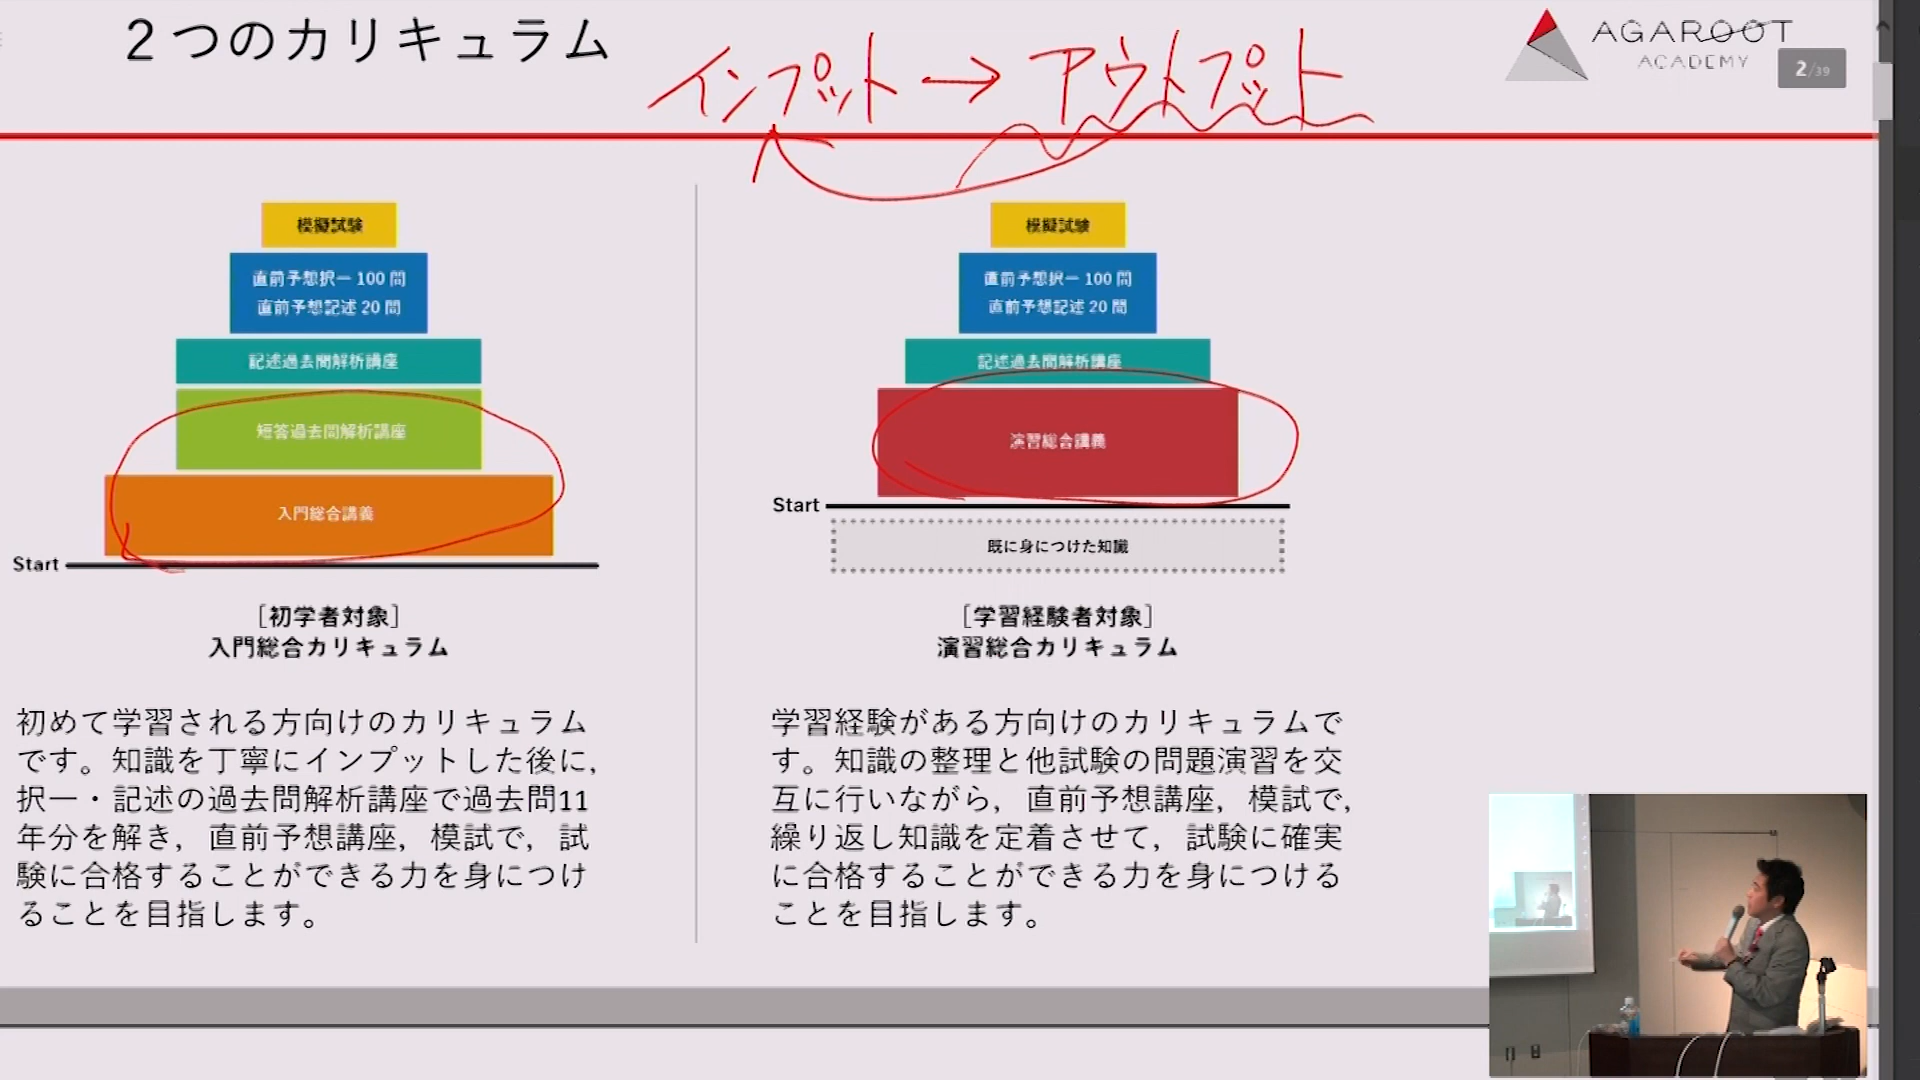 2つのカリキュラム
インプット→アウトプット
AGAROOT
ACADEMY
2/39
模擬試験
直前予想択一 100 問
直前予想記述 20 問
記述過去問解析講座
短答過去問解析講座
入門総合講義
Start
[初学者対象]
入門総合カリキュラム
初めて学習される方向けのカリキュラム
です。知識を丁寧にインプットした後に,
択一・記述の過去問解析講座で過去問11
年分を解き,直前予想講座,模試で,試
験に合格することができる力を身につけ
ることを目指します。
模擬試験
直前予想択一 100 問
直前予想記述 20 問
記述過去問解析講座
演習総合講義
Start
既に身につけた知識
[学習経験者対象]
演習総合カリキュラム
学習経験がある方向けのカリキュラムで
す。知識の整理と他試験の問題演習を交
互に行いながら,直前予想講座,模試で,
繰り返し知識を定着させて,試験に確実
に合格することができる力を身につける
ことを目指します。